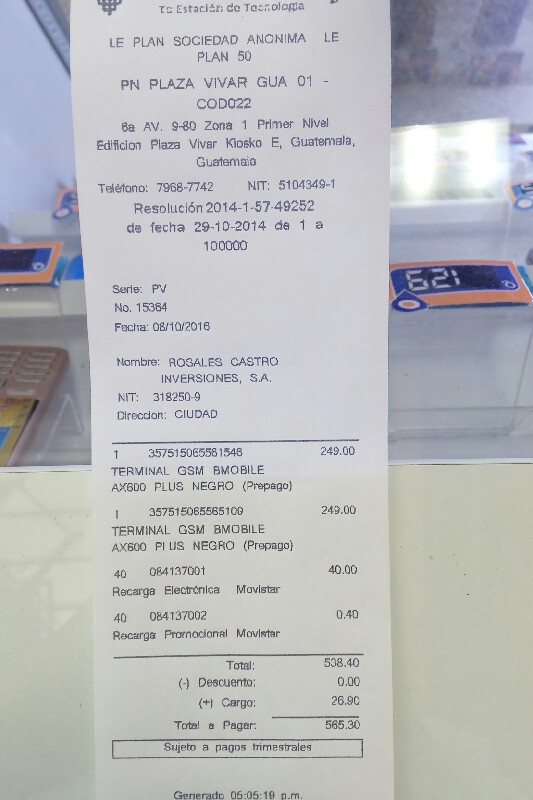 Tu Estación de Tecnología
LE PLAN SOCIEDAD ANONIMA LE
PLAN 50
PN PLAZA VIVAR GUA 01 -
COD022
6a AV. 9-80 Zona 1 Primer Nivel
Edificion Plaza Vivar Kiosko E, Guatemala,
Guatemala
Teléfono: 7968-7742 NIT: 5104349-1
Resolución 2014-1-57-49252
de fecha 29-10-2014 de 1 a
100000
Serie: PV
No. 15364
Fecha: 08/10/2016
Nombre: ROSALES CASTRO
INVERSIONES, S.A.
NIT: 318250-9
Direccion: CIUDAD
1 357515065561546 249.00
TERMINAL GSM BMOBILE
AX600 PLUS NEGRO (Prepago)
1 357515065565109 249.00
TERMINAL GSM BMOBILE
AX600 PLUS NEGRO (Prepago)
40 084137001 40.00
Recarga Electrónica Movistar
40 084137002 0.40
Recarga Promocional Movistar
Total: 538.40
(-) Descuento: 0.00
(+) Cargo: 26.90
Total a Pagar: 565.30
Sujeto a pagos trimestrales
Generado 05:05:19 p.m.